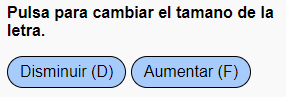 Pulsa para cambiar el tamano de la
letra.
Disminuir (D) Aumentar (F)